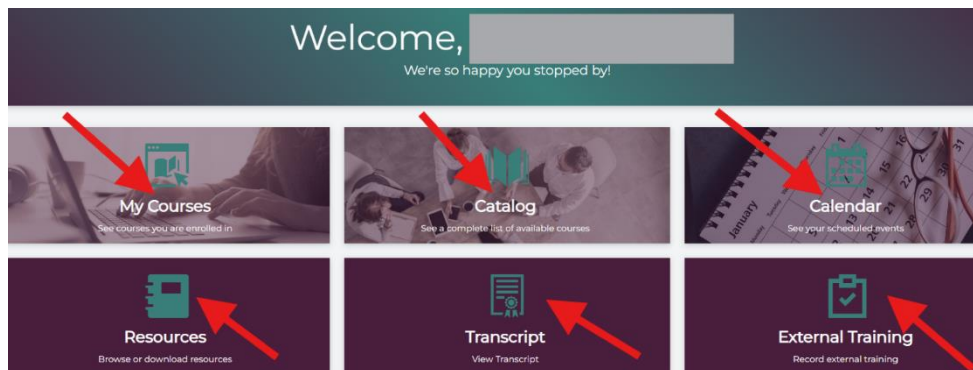 Welcome,
We're so happy you stopped by!
My Courses
See courses you are enrolled in
Catalog
See a complete list of available courses
Calendar
See your scheduled events
January
Resources
Browse or download resources
Transcript
View Transcript
External Training
Record external training